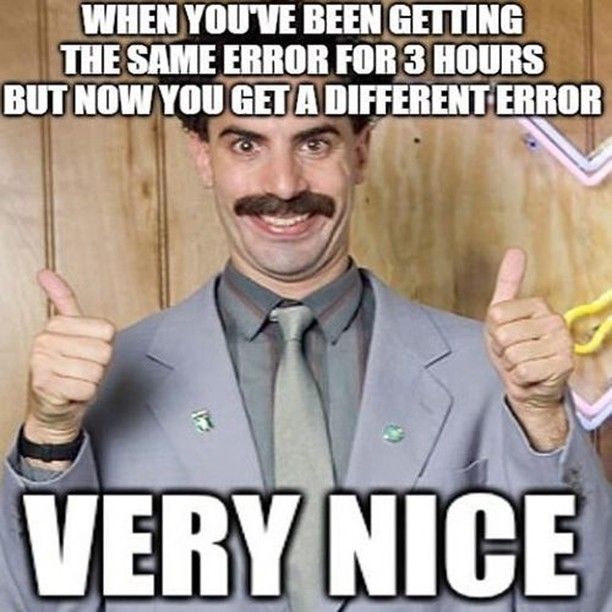 WHEN YOU'VE BEEN GETTING
THE SAME ERROR FOR 3 HOURS
BUT NOW YOU GET A DIFFERENT ERROR
VERY NICE